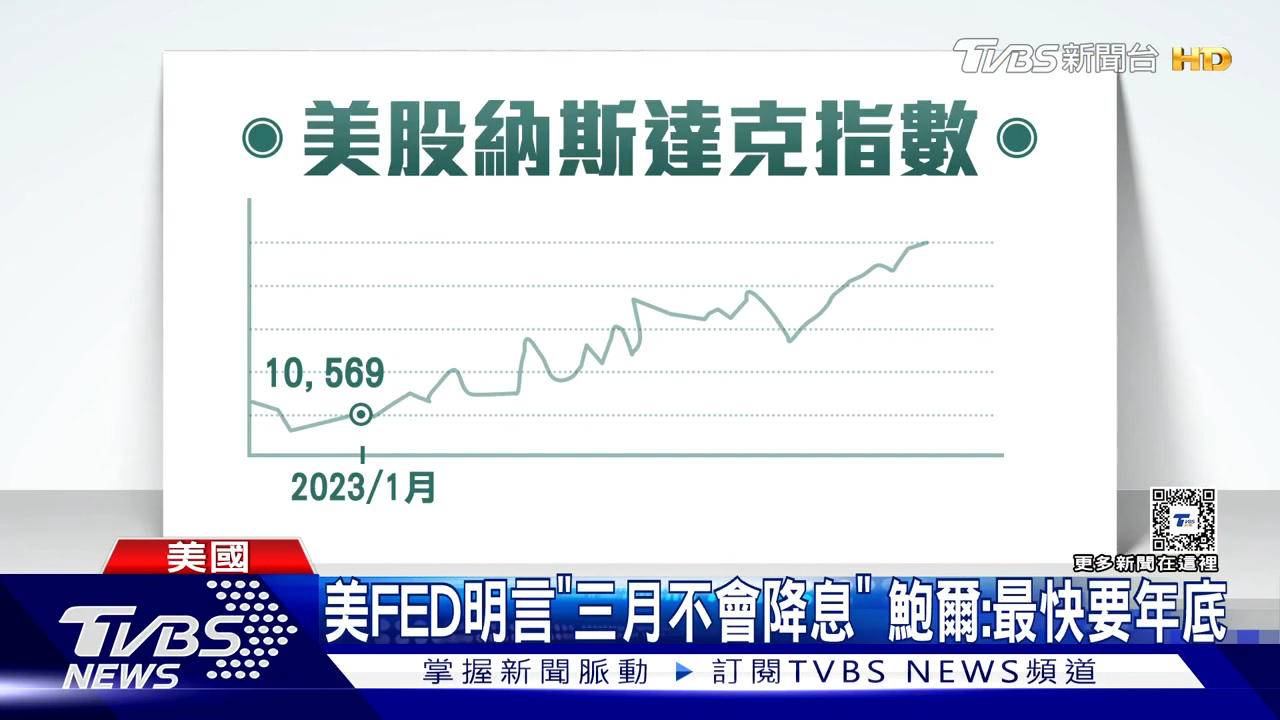 TVBS新聞台 HD
美股納斯達克指數
10,569
2023/1月
更多新聞在這裡
美國
美FED明言"三月不會降息" 鮑爾:最快要年底
TVBS NEWS
掌握新聞脈動 ▶ 訂閱TVBS NEWS頻道